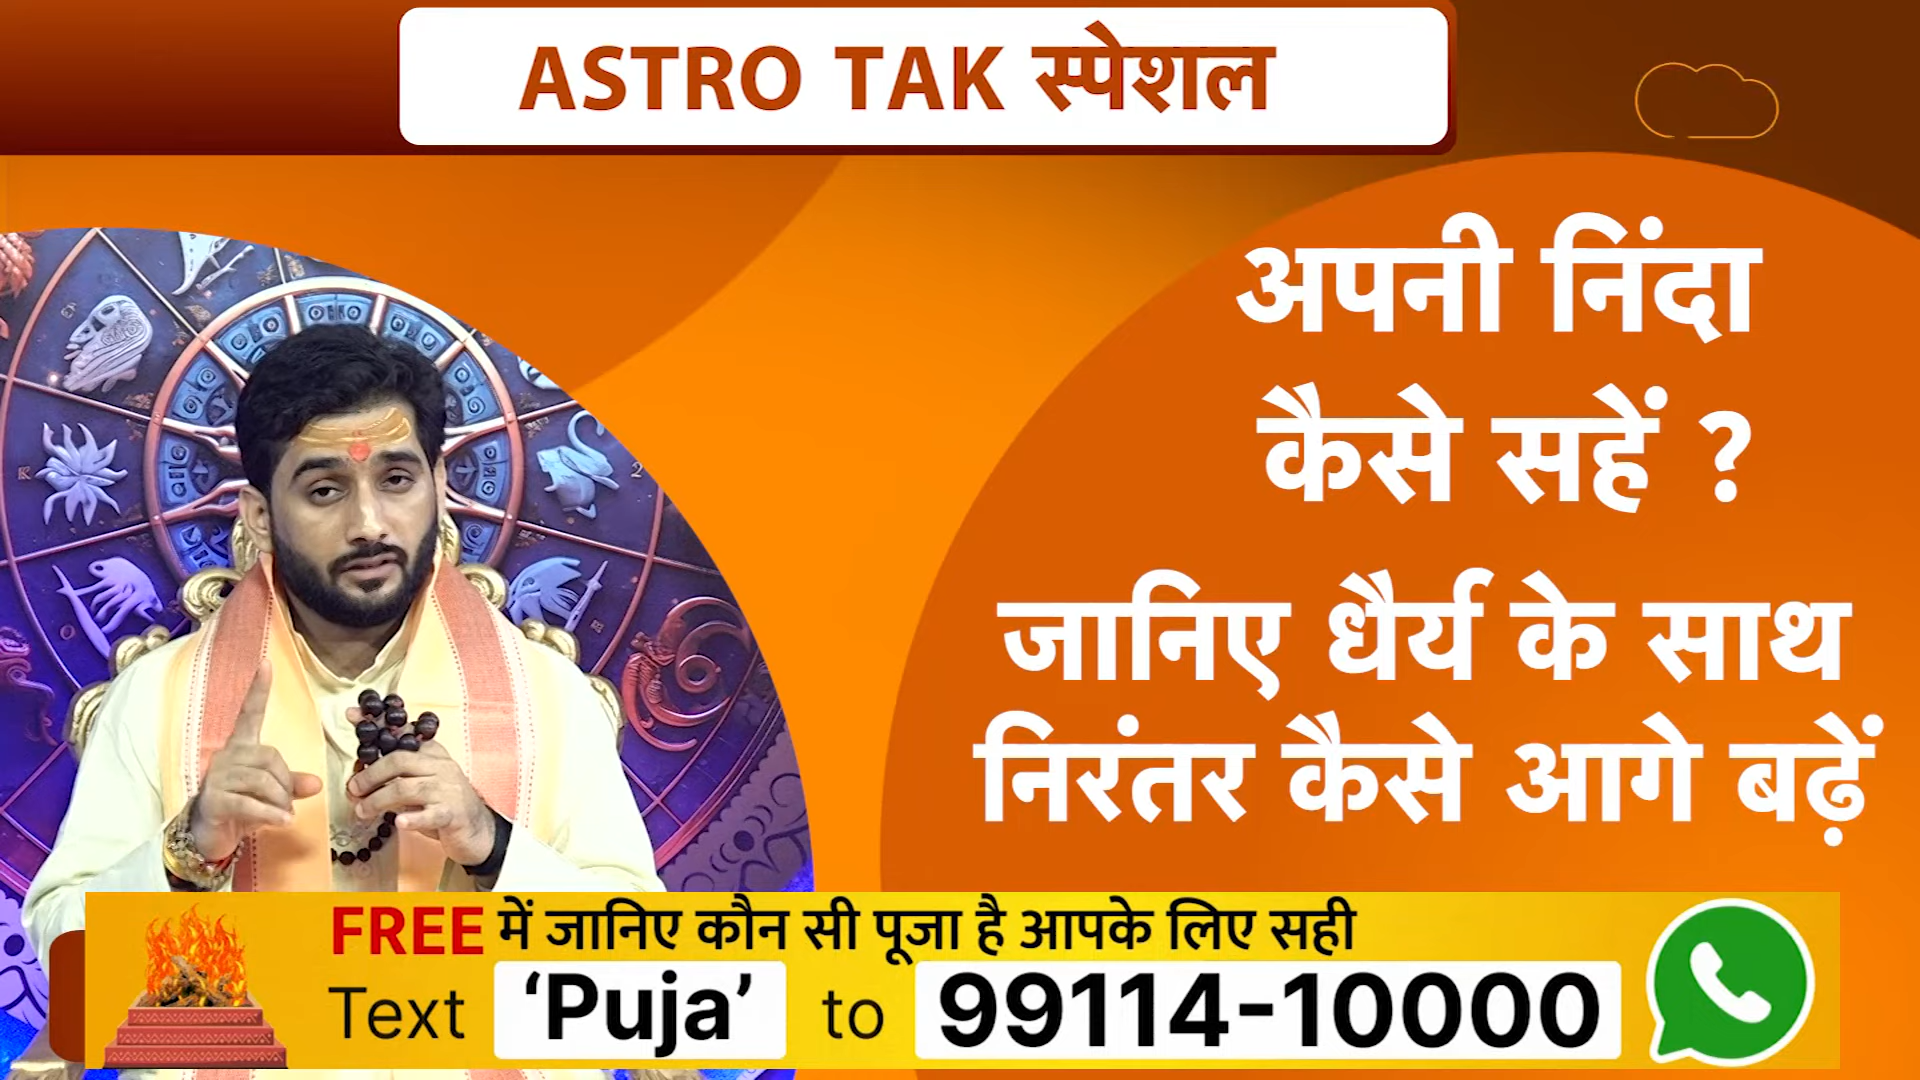 ASTRO TAK स्पेशल
अपनी निंदा
कैसे सहें ?
जानिए धैर्य के साथ
निरंतर कैसे आगे बढ़ें
FREE में जानिए कौन सी पूजा है आपके लिए सही
Text ‘Puja’ to 99114-10000